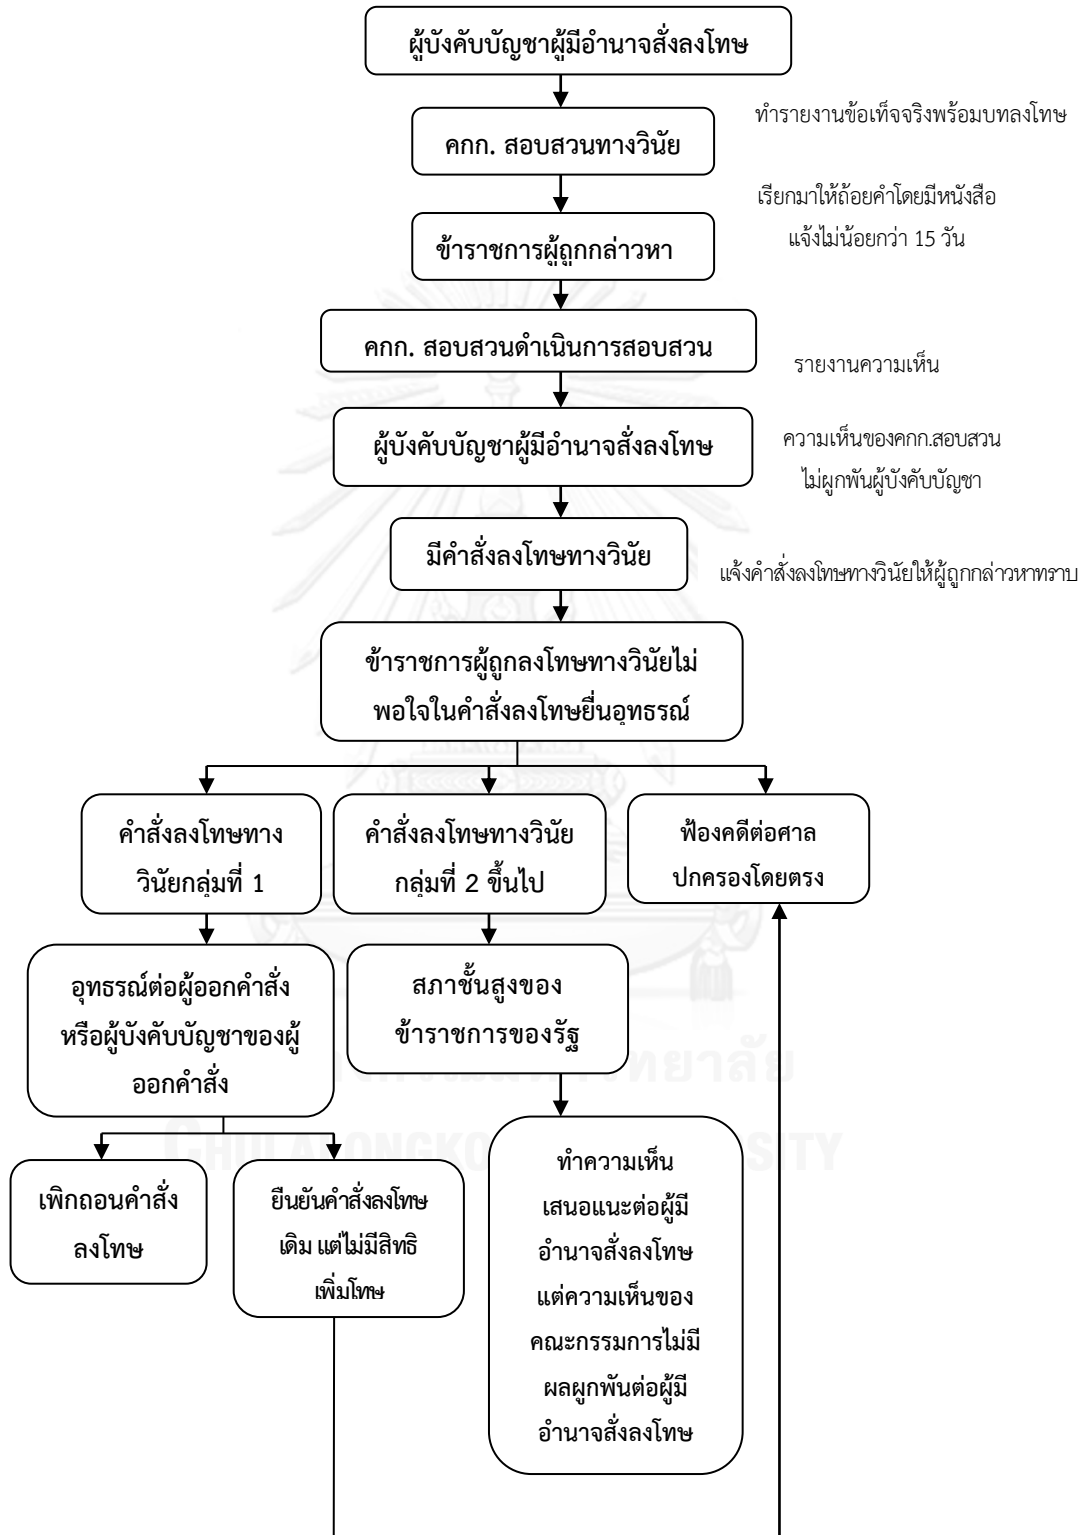 ผู้บังคับบัญชาผู้มีอำนาจสั่งลงโทษ
ทำรายงานข้อเท็จจริงพร้อมบทลงโทษ
คกก. สอบสวนทางวินัย
เรียกมาให้ถ้อยคำโดยมีหนังสือ
แจ้งไม่น้อยกว่า 15 วัน
ข้าราชการผู้ถูกกล่าวหา
คกก. สอบสวนดำเนินการสอบสวน
รายงานความเห็น
ผู้บังคับบัญชาผู้มีอำนาจสั่งลงโทษ
ความเห็นของคกก.สอบสวน
ไม่ผูกพันผู้บังคับบัญชา
มีคำสั่งลงโทษทางวินัย
แจ้งคำสั่งลงโทษทางวินัยให้ผู้ถูกกล่าวหาทราบ
ข้าราชการผู้ถูกลงโทษทางวินัยไม่
พอใจในคำสั่งลงโทษยื่นอุทธรณ์
คำสั่งลงโทษทาง
วินัยกลุ่มที่ 1
คำสั่งลงโทษทางวินัย
กลุ่มที่ 2 ขึ้นไป
ฟ้องคดีต่อศาล
ปกครองโดยตรง
อุทธรณ์ต่อผู้ออกคำสั่ง
หรือผู้บังคับบัญชาของผู้
ออกคำสั่ง
สภาชั้นสูงของ
ข้าราชการของรัฐ
เพิกถอนคำสั่ง
ลงโทษ
ยืนยันคำสั่งลงโทษ
เดิม แต่ไม่มีสิทธิ
เพิ่มโทษ
ทำความเห็น
เสนอแนะต่อผู้มี
อำนาจสั่งลงโทษ
แต่ความเห็นของ
คณะกรรมการไม่มี
ผลผูกพันต่อผู้มี
อำนาจสั่งลงโทษ